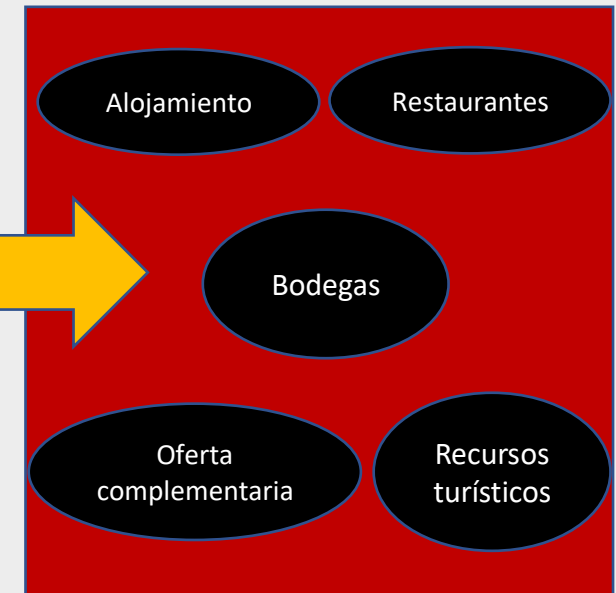 Alojamiento
Restaurantes
Bodegas
Oferta
complementaria
Recursos
turísticos